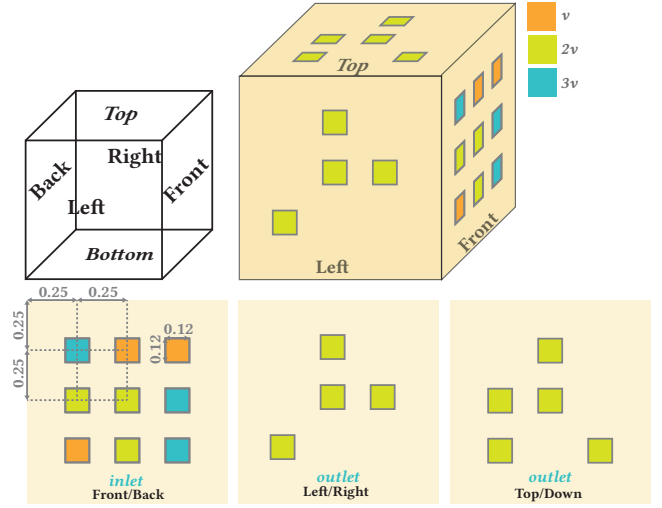 v
2v
3v
Top
Top
Right
Back
Front
Left
Bottom
Left
Front
0.25
0.25
0.25
0.25
0.12
0.12
inlet
Front/Back
outlet
Left/Right
outlet
Top/Down